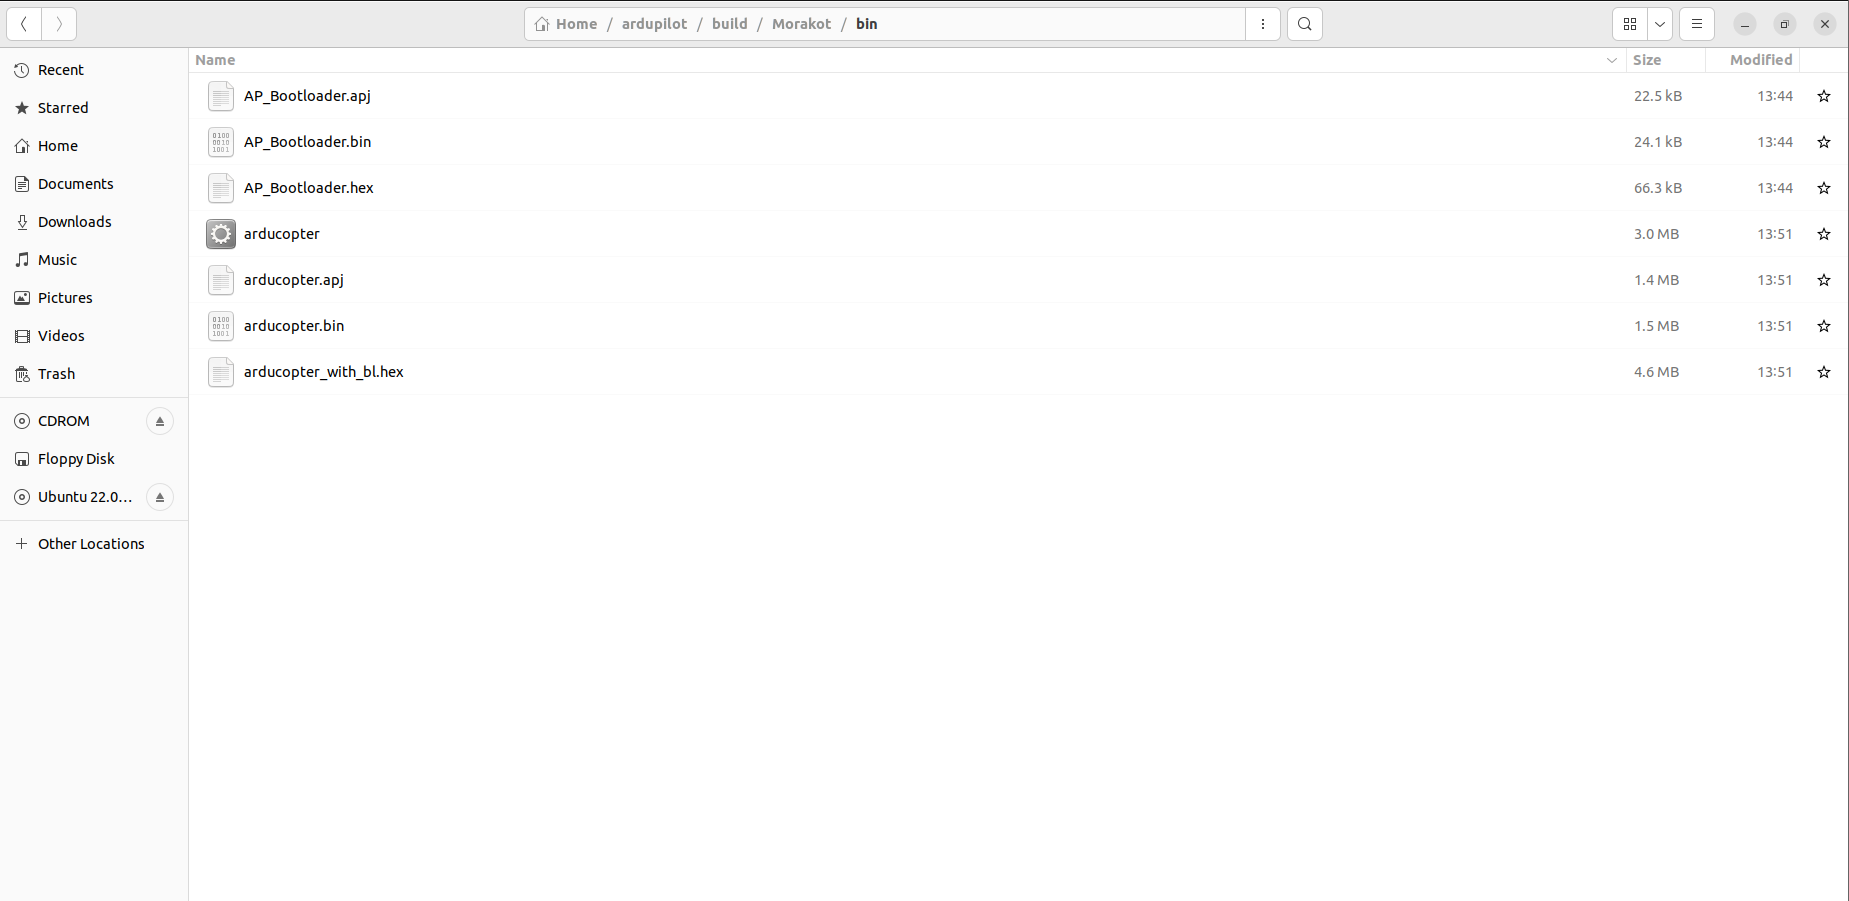 Home / ardupilot / build / Morakot / bin
Name Size Modified
Recent
Starred
Home
Documents
Downloads
Music
Pictures
Videos
Trash
CDROM
Floppy Disk
Ubuntu 22.0...
Other Locations
AP_Bootloader.apj 22.5 kB 13:44
AP_Bootloader.bin 24.1 kB 13:44
AP_Bootloader.hex 66.3 kB 13:44
arducopter 3.0 MB 13:51
arducopter.apj 1.4 MB 13:51
arducopter.bin 1.5 MB 13:51
arducopter_with_bl.hex 4.6 MB 13:51